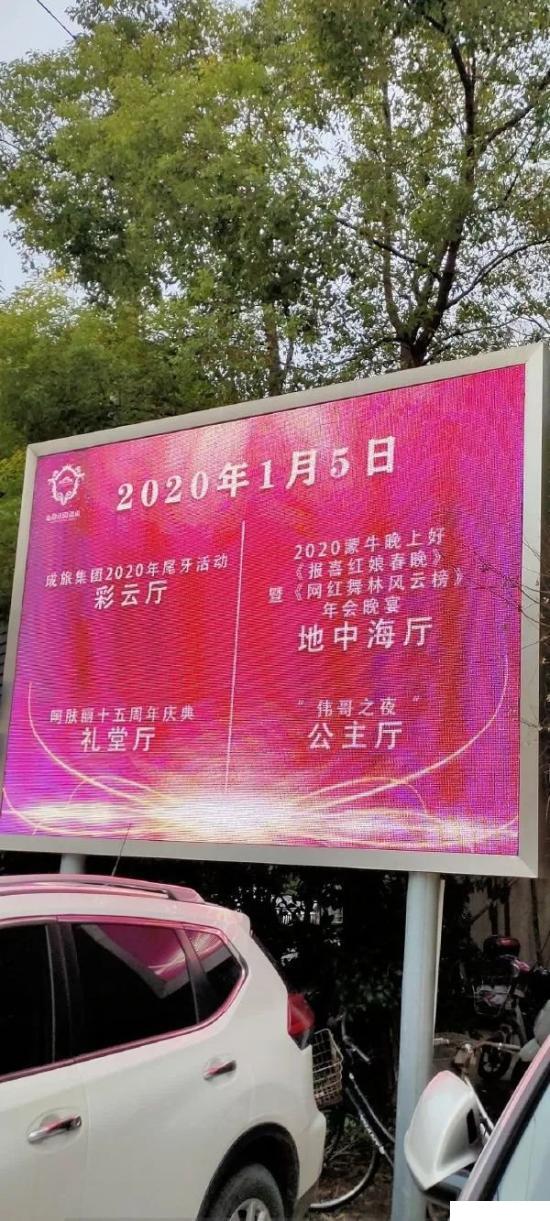 2020年1月5日
成旅集团2020年尾牙活动
彩云厅
2020蒙牛晚上好
《报喜红娘春晚》
暨《网红舞林风云榜》
年会晚宴
地中海厅
呵肤丽十五周年庆典
礼堂厅
"伟哥之夜"
公主厅